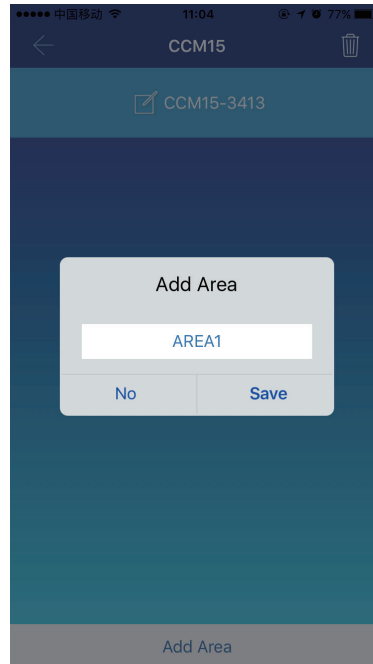 中国移动 11:04 77%
CCM15
CCM15-3413
Add Area
AREA1
No Save
Add Area